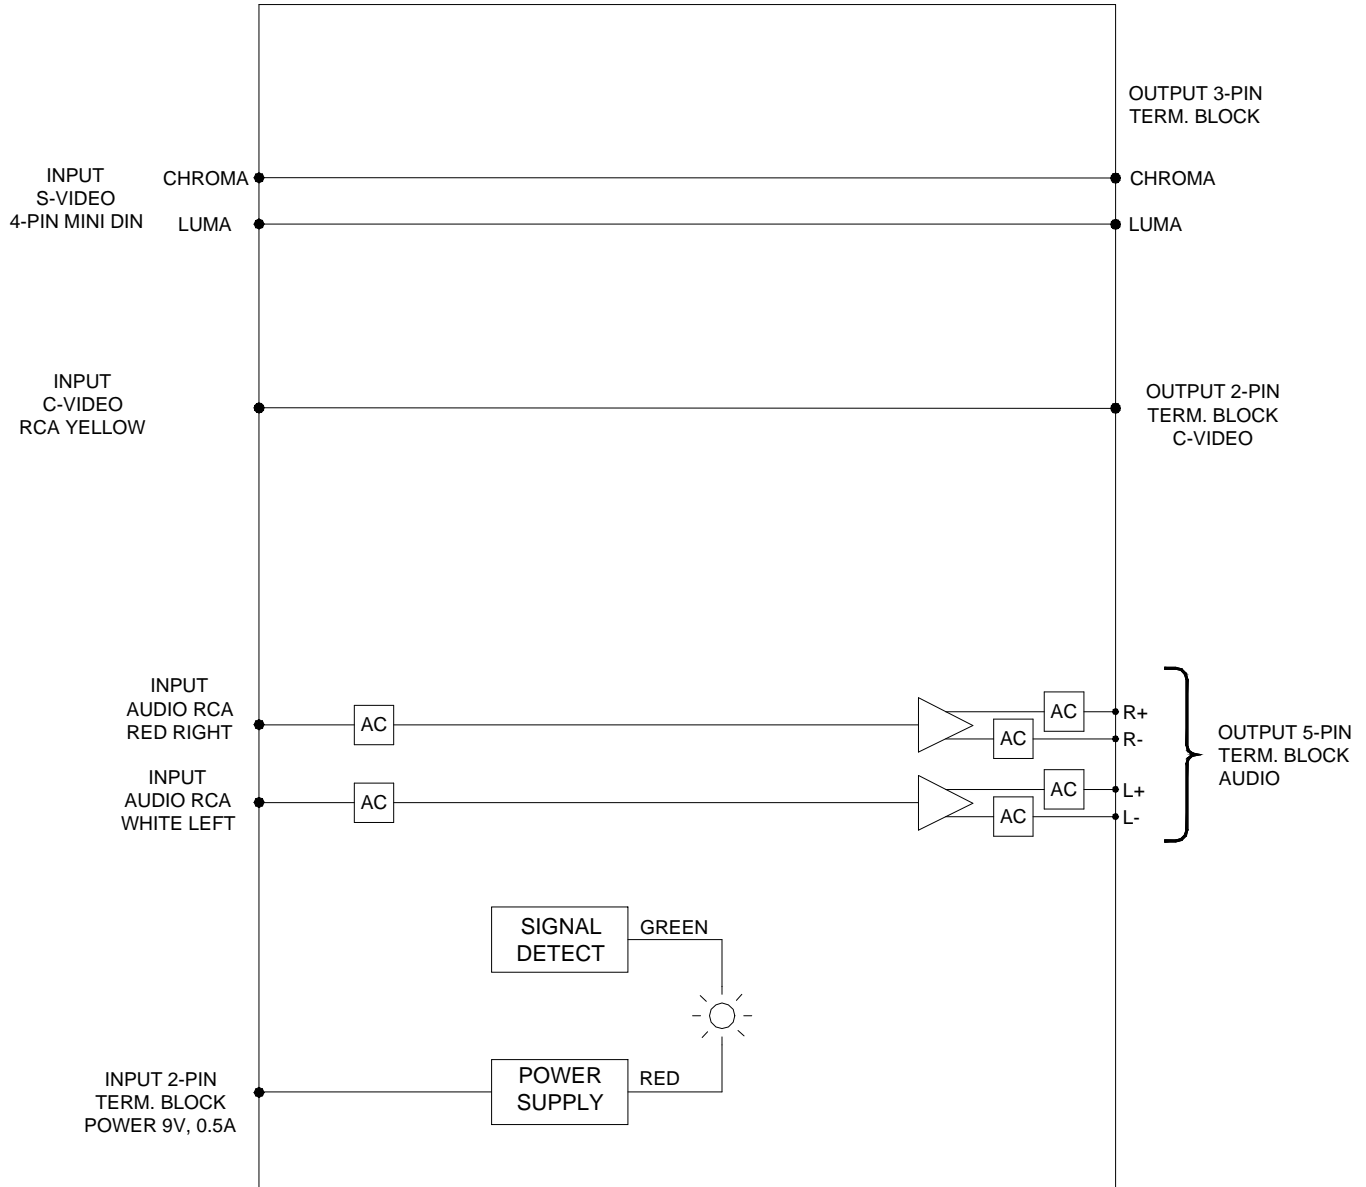 OUTPUT 3-PIN
TERM. BLOCK
INPUT
S-VIDEO
4-PIN MINI DIN
CHROMA
CHROMA
LUMA
LUMA
INPUT
C-VIDEO
RCA YELLOW
OUTPUT 2-PIN
TERM. BLOCK
C-VIDEO
INPUT
AUDIO RCA
RED RIGHT
AC
AC
R+
AC
R-
INPUT
AUDIO RCA
WHITE LEFT
AC
AC
L+
AC
L-
OUTPUT 5-PIN
TERM. BLOCK
AUDIO
SIGNAL
DETECT
GREEN
POWER
SUPPLY
RED
INPUT 2-PIN
TERM. BLOCK
POWER 9V, 0.5A